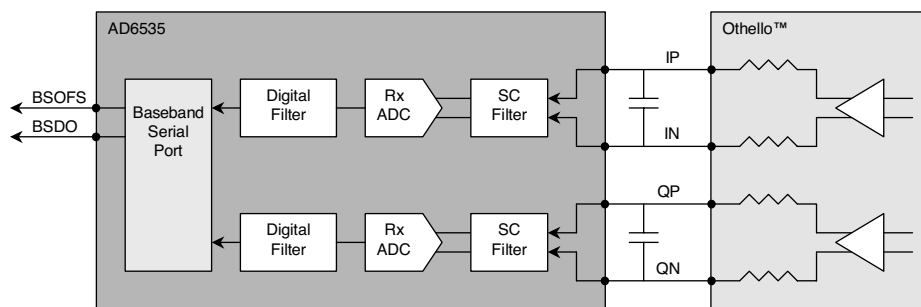 AD6535
Othello™
IP
BSOFS
BSDO
Baseband
Serial
Port
Digital
Filter
Rx
ADC
SC
Filter
IN
QP
Digital
Filter
Rx
ADC
SC
Filter
QN